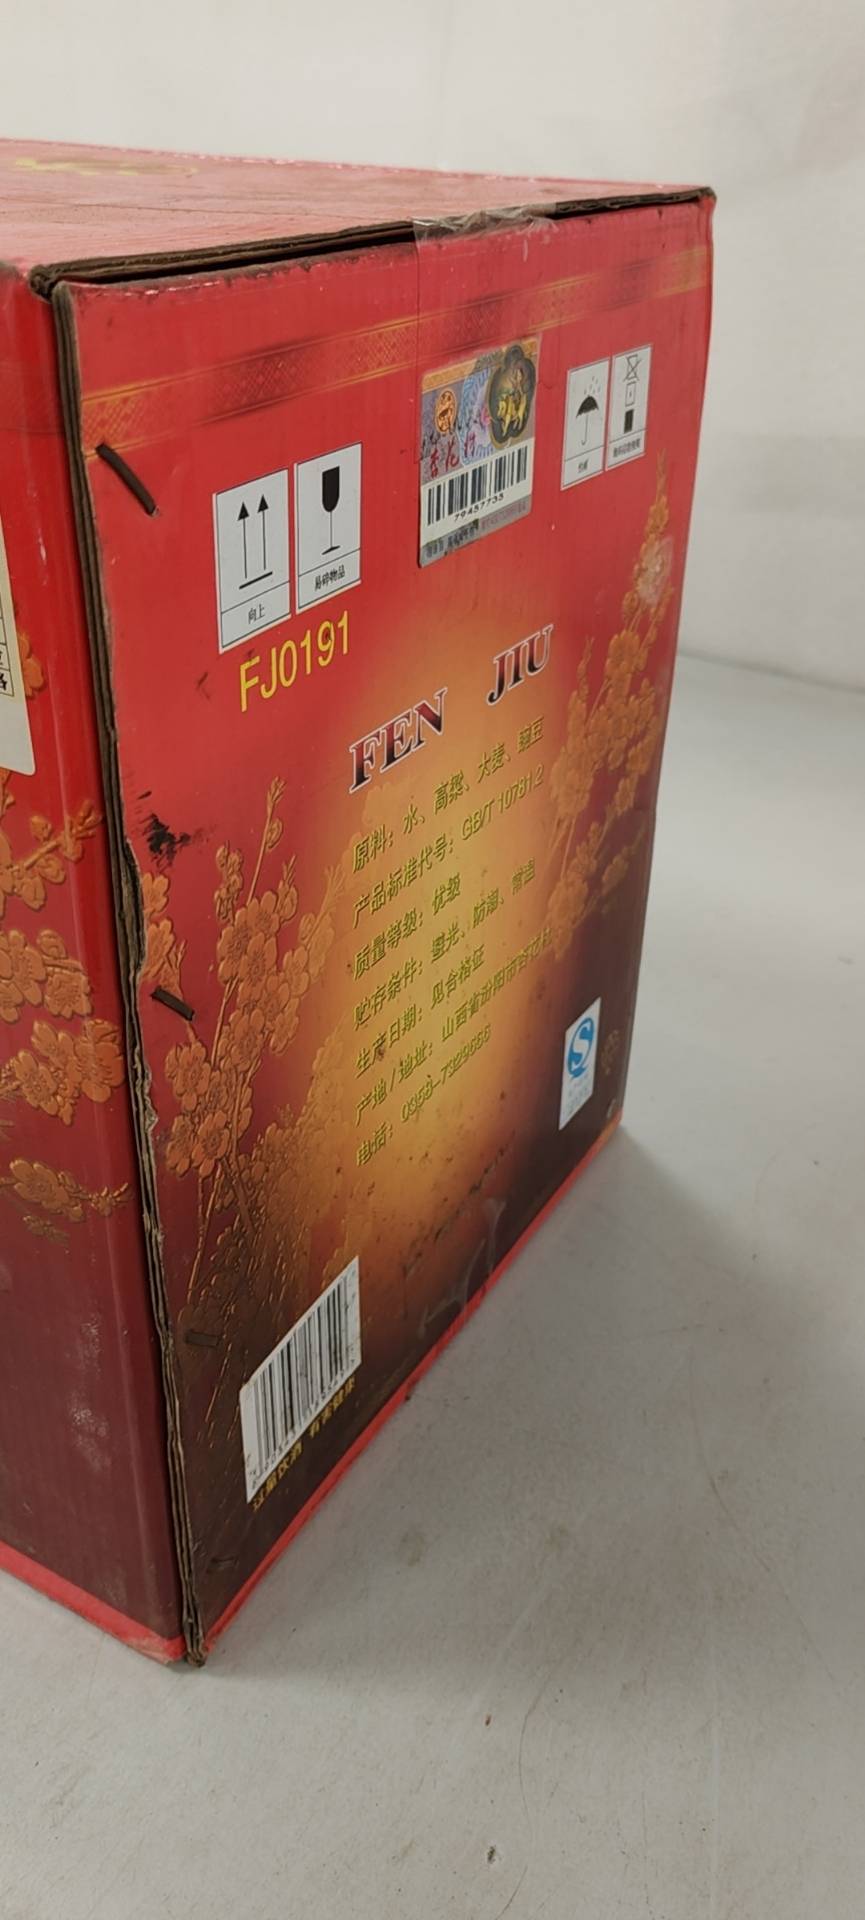 杏花村
79457735
向上
易碎物品
怕雨
FJ0191
FEN JIU
原料：水、高粱、大麦、豌豆
产品标准代号：GB/T 10781.2
质量等级：优级
贮存条件：避光、防潮、常温
生产日期：见合格证
产地/地址：山西省汾阳市杏花村
电话：0358-7329656
过量饮酒 有害健康